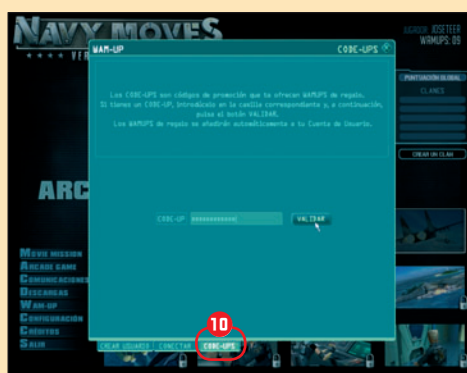 NAVY MOVES
JUGADOR JOSETEER
WAMUPS: 09
WAM-UP
CODE-UPS
Los CODE-UPS son códigos de promoción que te ofrecen WAMUPS de regalo.
Si tienes un CODE-UP, introdúcelo en la casilla correspondiente y, a continuación,
pulsa el botón VALIDAR.
Los WAMUPS de regalo se añadirán automáticamente a tu Cuenta de Usuario.
PUNTUACIÓN GLOBAL
CLANES
CREAR UN CLAN
ARC
CODE-UP
VALIDAR
MOVIE MISSION
ARCADE GAME
COMUNICACIONES
DESCARGAS
WAM-UP
CONFIGURACIÓN
CRÉDITOS
SALIR
10
CREAR USUARIO
CONECTAR
CODE-UPS